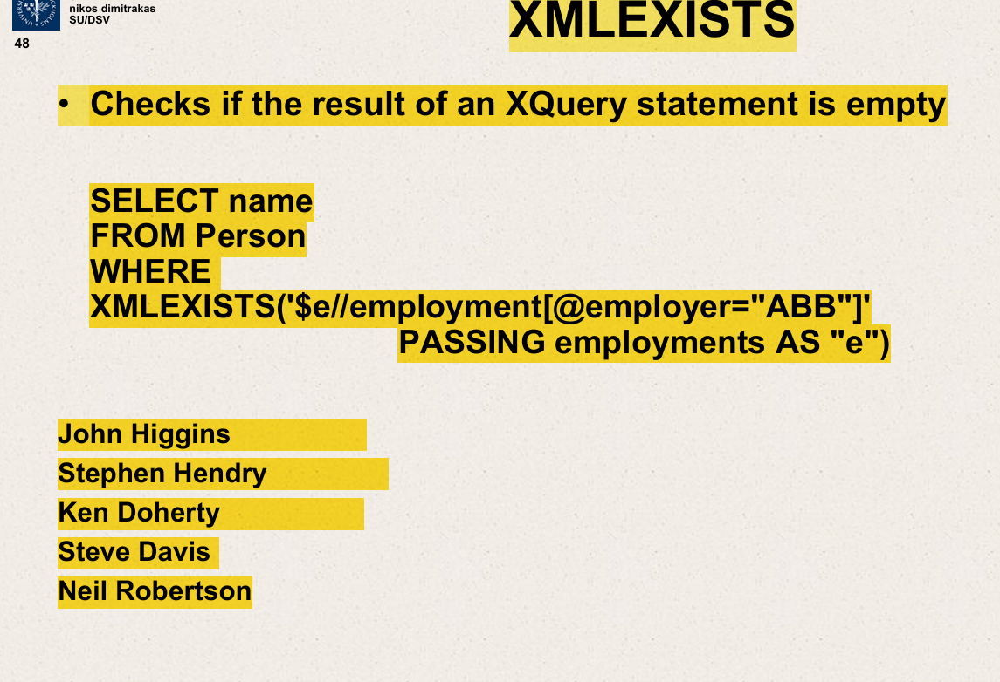 nikos dimitrakas
SU/DSV
48
XMLEXISTS
• Checks if the result of an XQuery statement is empty
SELECT name
FROM Person
WHERE
XMLEXISTS('$e//employment[@employer="ABB"]'
PASSING employments AS "e")
John Higgins
Stephen Hendry
Ken Doherty
Steve Davis
Neil Robertson